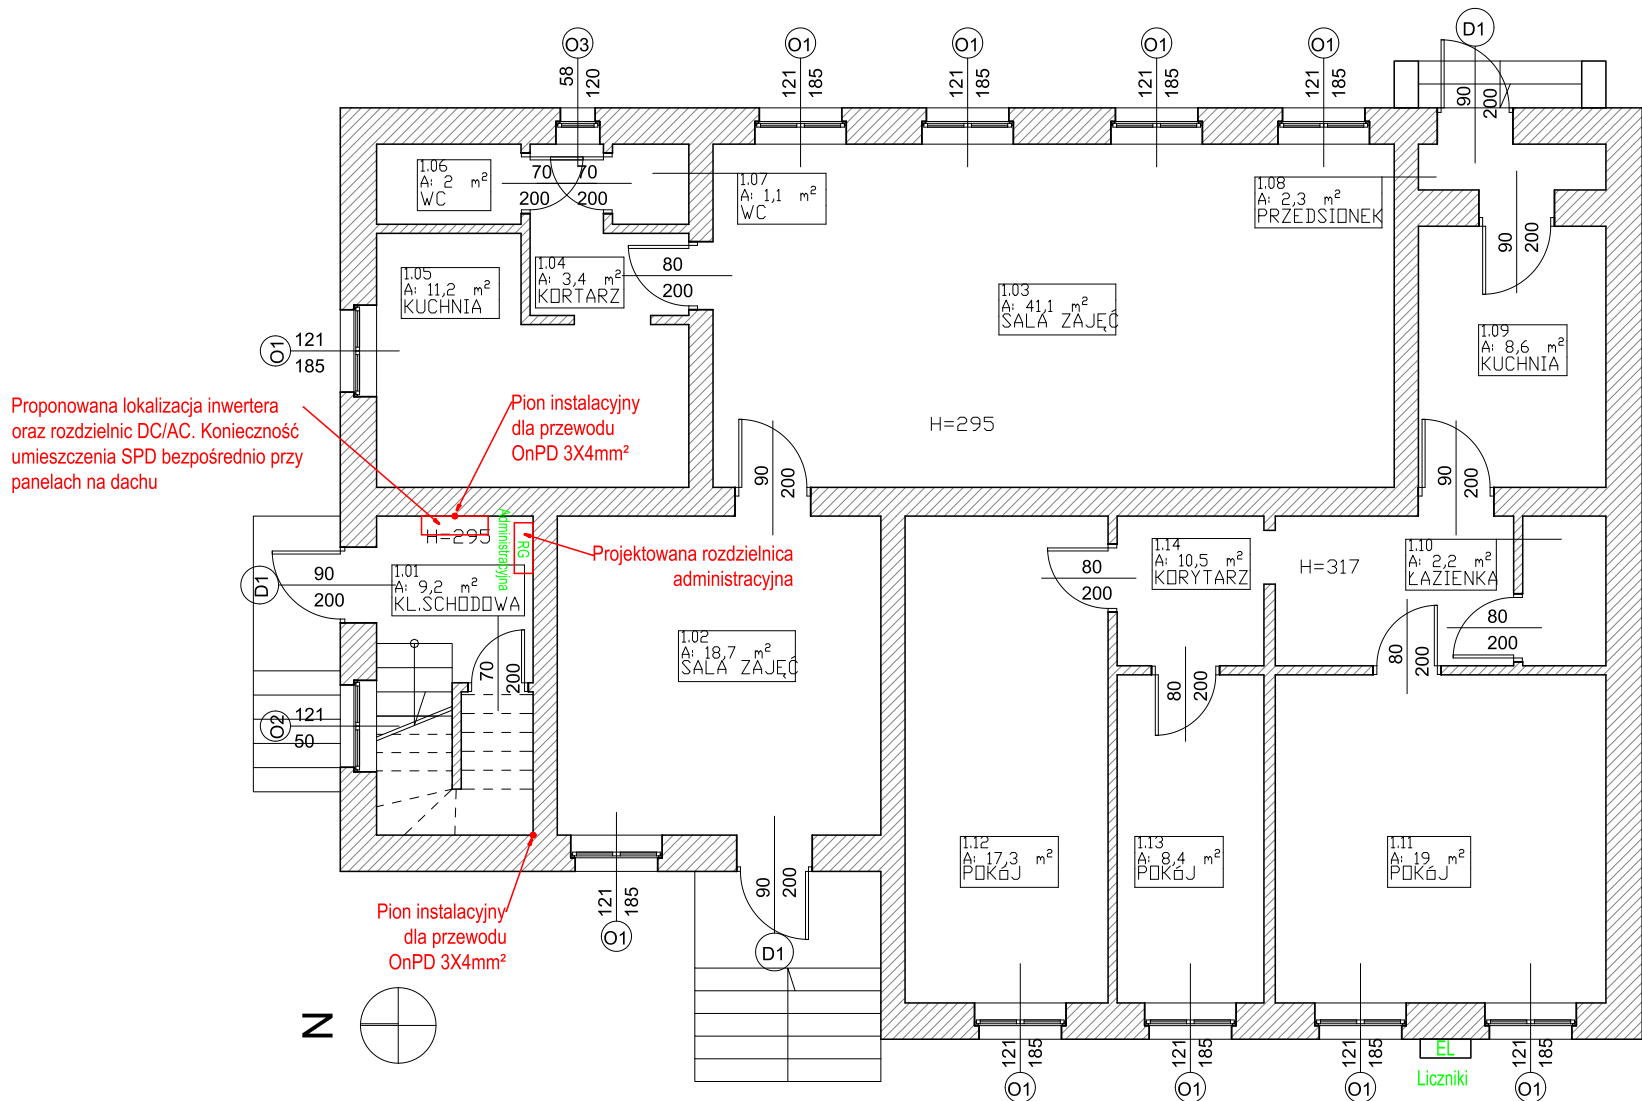 O3
58
120
O1
121
185
O1
121
185
O1
121
185
O1
121
185
D1
90
200
1.06
A: 2 m²
WC
70
200
70
200
1.07
A: 1,1 m²
WC
1.08
A: 2,3 m²
PRZEDSIONEK
90
200
1.05
A: 11,2 m²
KUCHNIA
1.04
A: 3,4 m²
KORTARZ
80
200
1.03
A: 41,1 m²
SALA ZAJĘĆ
1.09
A: 8,6 m²
KUCHNIA
O1
121
185
Proponowana lokalizacja inwertera
oraz rozdzielnic DC/AC. Konieczność
umieszczenia SPD bezpośrednio przy
panelach na dachu
Pion instalacyjny
dla przewodu
OnPD 3X4mm²
H=295
90
200
90
200
H=295
Administracyjna
RG
Projektowana rozdzielnica
administracyjna
D1
90
200
1.01
A: 9,2 m²
KL.SCHODOWA
80
200
1.14
A: 10,5 m²
KORYTARZ
H=317
1.10
A: 2,2 m²
ŁAZIENKA
80
200
1.02
A: 18,7 m²
SALA ZAJĘĆ
70
200
80
200
80
200
O2
121
50
1.12
A: 17,3 m²
POKÓJ
1.13
A: 8,4 m²
POKÓJ
1.11
A: 19 m²
POKÓJ
90
200
D1
121
185
O1
Pion instalacyjny
dla przewodu
OnPD 3X4mm²
N
121
185
O1
121
185
O1
121
185
O1
EL
Liczniki
121
185
O1